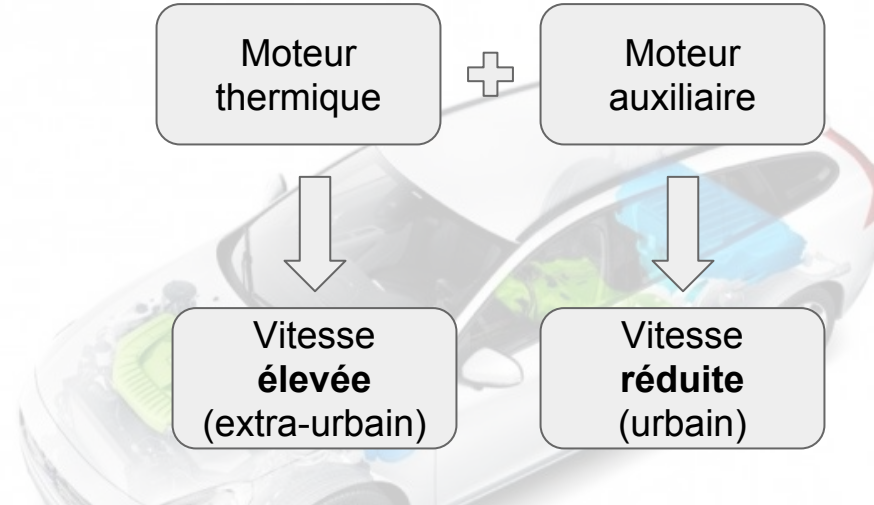 Moteur
thermique
Moteur
auxiliaire
Vitesse
élevée
(extra-urbain)
Vitesse
réduite
(urbain)